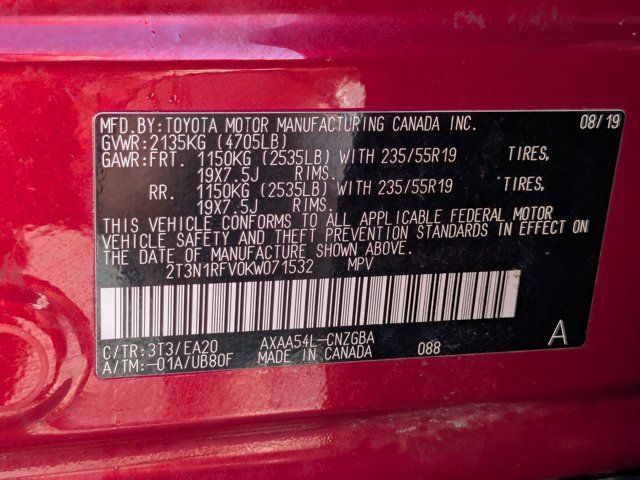 MFD.BY:TOYOTA MOTOR MANUFACTURING CANADA INC. 08/19
GVWR:2135KG (4705LB)
GAWR:FRT. 1150KG (2535LB) WITH 235/55R19 TIRES,
19X7.5J RIMS.
RR. 1150KG (2535LB) WITH 235/55R19 TIRES,
19X7.5J RIMS.
THIS VEHICLE CONFORMS TO ALL APPLICABLE FEDERAL MOTOR
VEHICLE SAFETY AND THEFT PREVENTION STANDARDS IN EFFECT ON
THE DATE OF MANUFACTURE SHOWN ABOVE.
2T3N1RFV0KW071532 MPV
C/TR:3T3/EA20 AXAA54L-CNZGBA A
A/TM:-01A/UB80F MADE IN CANADA 088